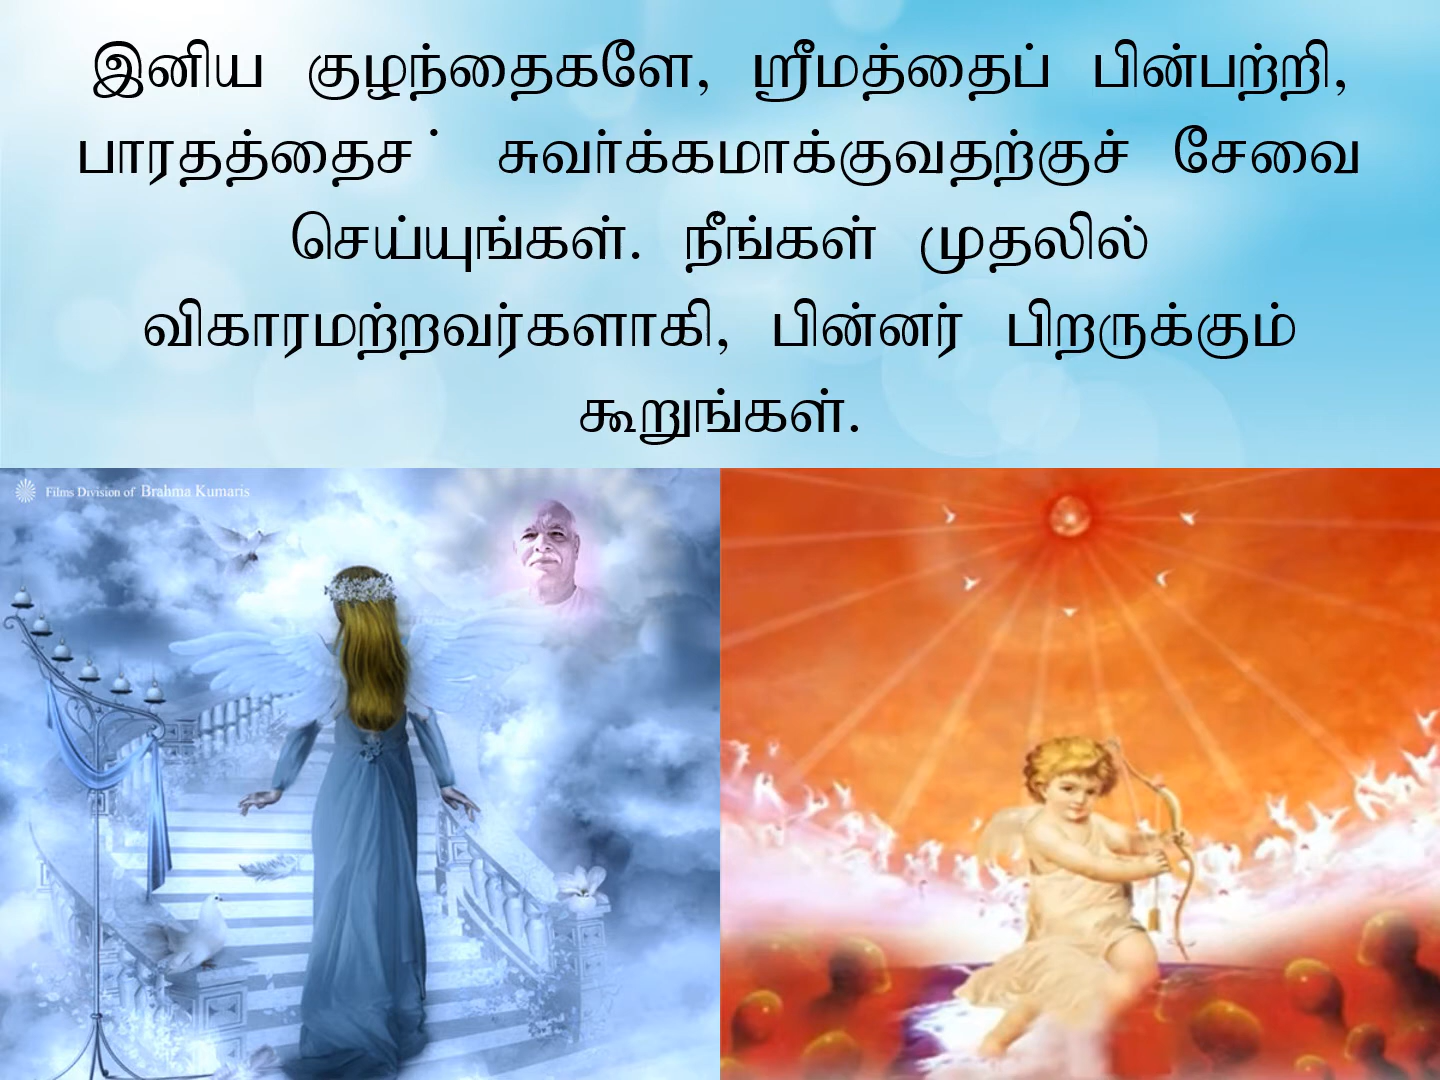 இனிய குழந்தைகளே, ஸ்ரீமத்தைப் பின்பற்றி,
பாரதத்தைச் சுவர்க்கமாக்குவதற்குச் சேவை
செய்யுங்கள். நீங்கள் முதலில்
விகாரமற்றவர்களாகி, பின்னர் பிறருக்கும்
கூறுங்கள்.
Films Division of Brahma Kumaris